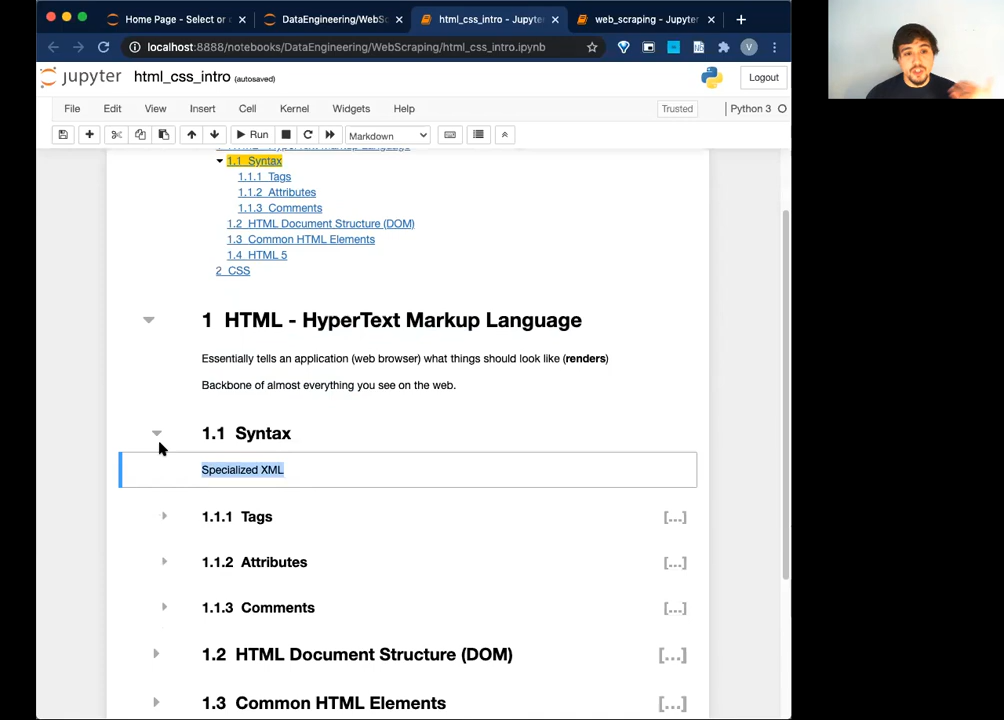 Home Page - Select or
DataEngineering/WebSc
html_css_intro - Jupyter
web_scraping - Jupyter
localhost:8888/notebooks/DataEngineering/WebScraping/html_css_intro.ipynb
V
jupyter html_css_intro (autosaved)
Logout
File Edit View Insert Cell Kernel Widgets Help
Trusted
Python 3
Run
Markdown
1.1 Syntax
1.1.1 Tags
1.1.2 Attributes
1.1.3 Comments
1.2 HTML Document Structure (DOM)
1.3 Common HTML Elements
1.4 HTML 5
2 CSS
1 HTML - HyperText Markup Language
Essentially tells an application (web browser) what things should look like (renders)
Backbone of almost everything you see on the web.
1.1 Syntax
Specialized XML
1.1.1 Tags [...]
1.1.2 Attributes [...]
1.1.3 Comments [...]
1.2 HTML Document Structure (DOM) [...]
1.3 Common HTML Elements [...]